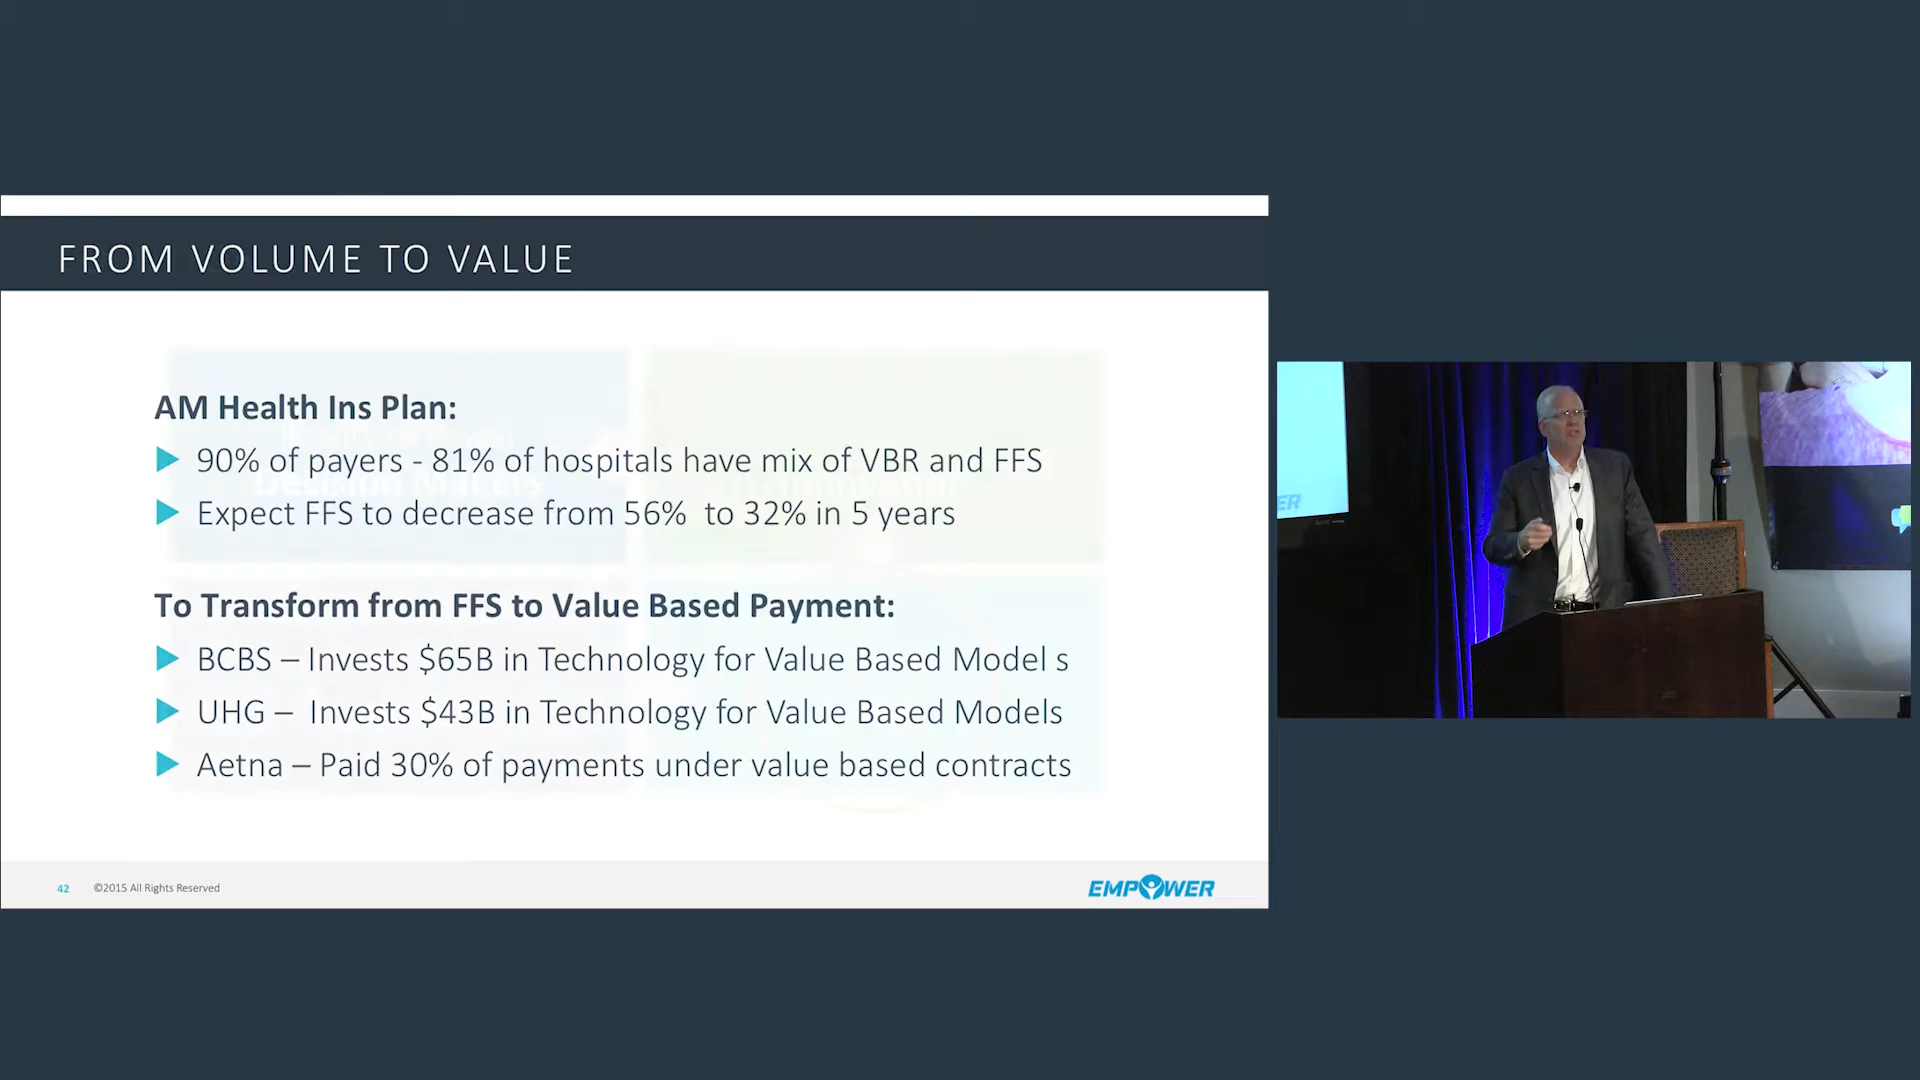 FROM VOLUME TO VALUE
AM Health Ins Plan:
90% of payers - 81% of hospitals have mix of VBR and FFS
Expect FFS to decrease from 56% to 32% in 5 years
To Transform from FFS to Value Based Payment:
BCBS – Invests $65B in Technology for Value Based Model s
UHG – Invests $43B in Technology for Value Based Models
Aetna – Paid 30% of payments under value based contracts
42 ©2015 All Rights Reserved
EMPOWER
ER